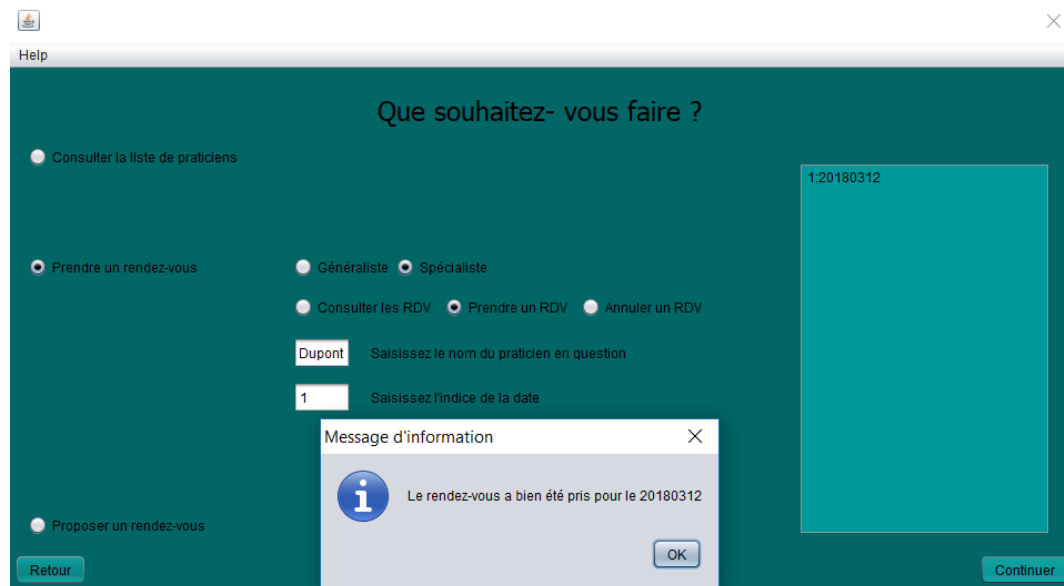 Help
Que souhaitez- vous faire ?
Consulter la liste de praticiens
1:20180312
Prendre un rendez-vous
Généraliste
Spécialiste
Consulter les RDV
Prendre un RDV
Annuler un RDV
Dupont
Saisissez le nom du praticien en question
1
Saisissez l'indice de la date
Message d'information
Le rendez-vous a bien été pris pour le 20180312
OK
Proposer un rendez-vous
Retour
Continuer